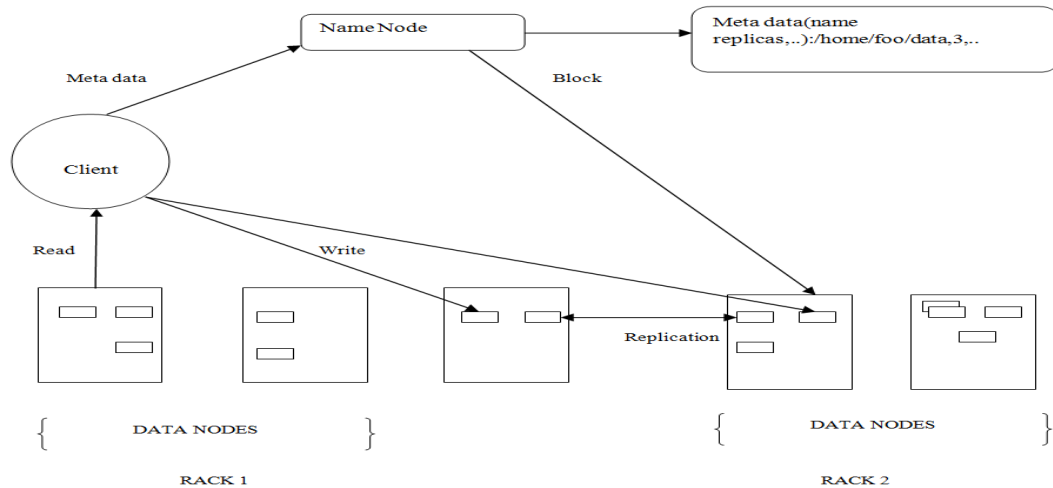 Name Node
Meta data(name
replicas,..):/home/foo/data,3,..
Meta data
Block
Client
Read
Write
Replication
{ DATA NODES }
{ DATA NODES }
RACK 1
RACK 2